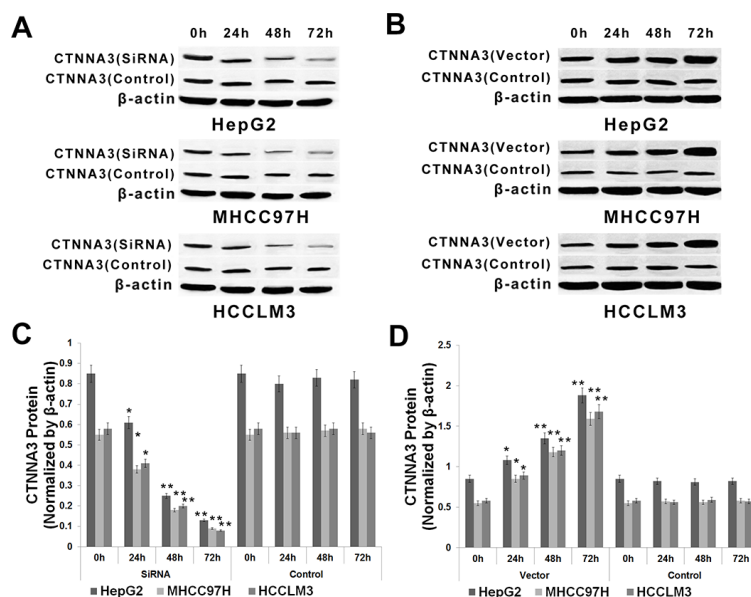 A
0h 24h 48h 72h
CTNNA3(SiRNA)
CTNNA3(Control)
β-actin
HepG2
CTNNA3(SiRNA)
CTNNA3(Control)
β-actin
MHCC97H
CTNNA3(SiRNA)
CTNNA3(Control)
β-actin
HCCLM3
B
0h 24h 48h 72h
CTNNA3(Vector)
CTNNA3(Control)
β-actin
HepG2
CTNNA3(Vector)
CTNNA3(Control)
β-actin
MHCC97H
CTNNA3(Vector)
CTNNA3(Control)
β-actin
HCCLM3
C
CTNNA3 Protein
(Normalized by β-actin)
1
0.9
0.8
0.7
0.6
0.5
0.4
0.3
0.2
0.1
0
* * *
** ** **
** ** **
0h 24h 48h 72h 0h 24h 48h 72h
SiRNA Control
HepG2 MHCC97H HCCLM3
D
CTNNA3 Protein
(Normalized by β-actin)
2.5
2
1.5
1
0.5
0
* * *
** ** **
** ** **
0h 24h 48h 72h 0h 24h 48h 72h
Vector Control
HepG2 MHCC97H HCCLM3